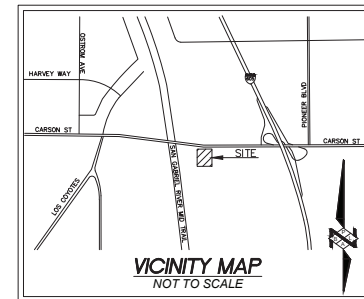 OSTROM AVE
HARVEY WAY
PIONEER BLVD
CARSON ST
CARSON ST
SAN GABRIEL RIVER MID TRAIL
SITE
LOS COYOTES
VICINITY MAP
NOT TO SCALE